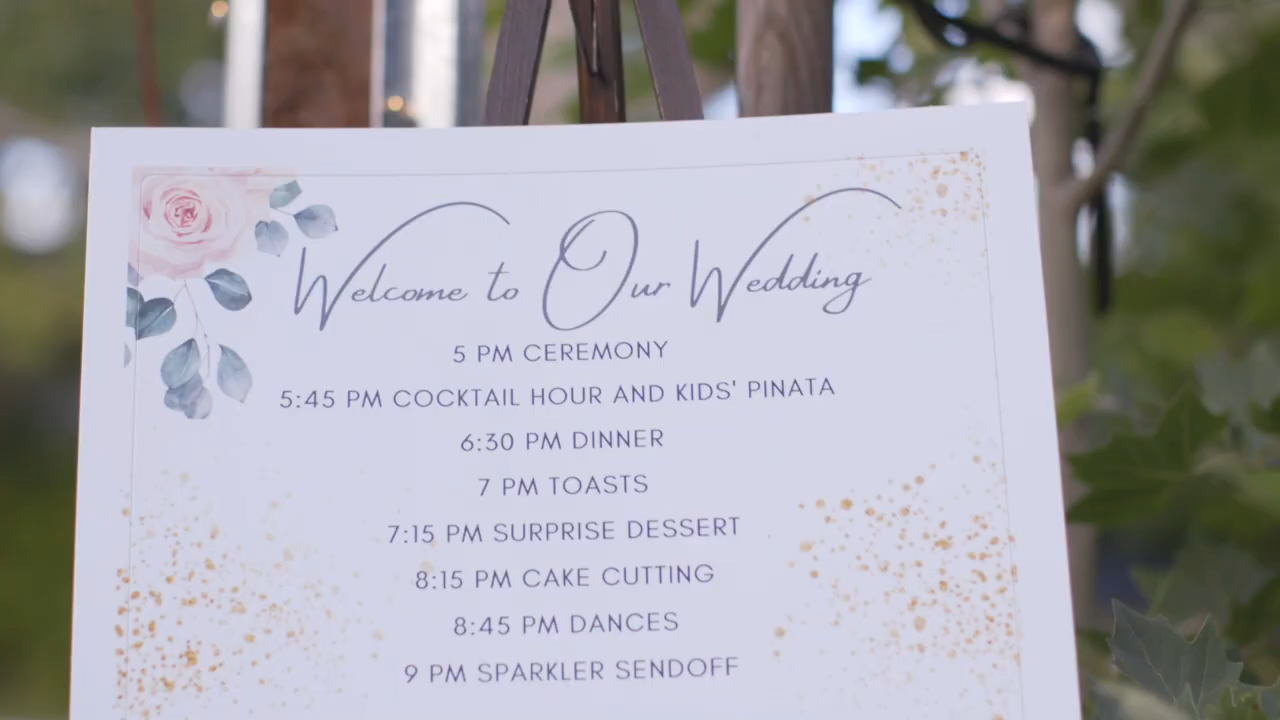 Welcome to Our Wedding
5 PM CEREMONY
5:45 PM COCKTAIL HOUR AND KIDS' PINATA
6:30 PM DINNER
7 PM TOASTS
7:15 PM SURPRISE DESSERT
8:15 PM CAKE CUTTING
8:45 PM DANCES
9 PM SPARKLER SENDOFF